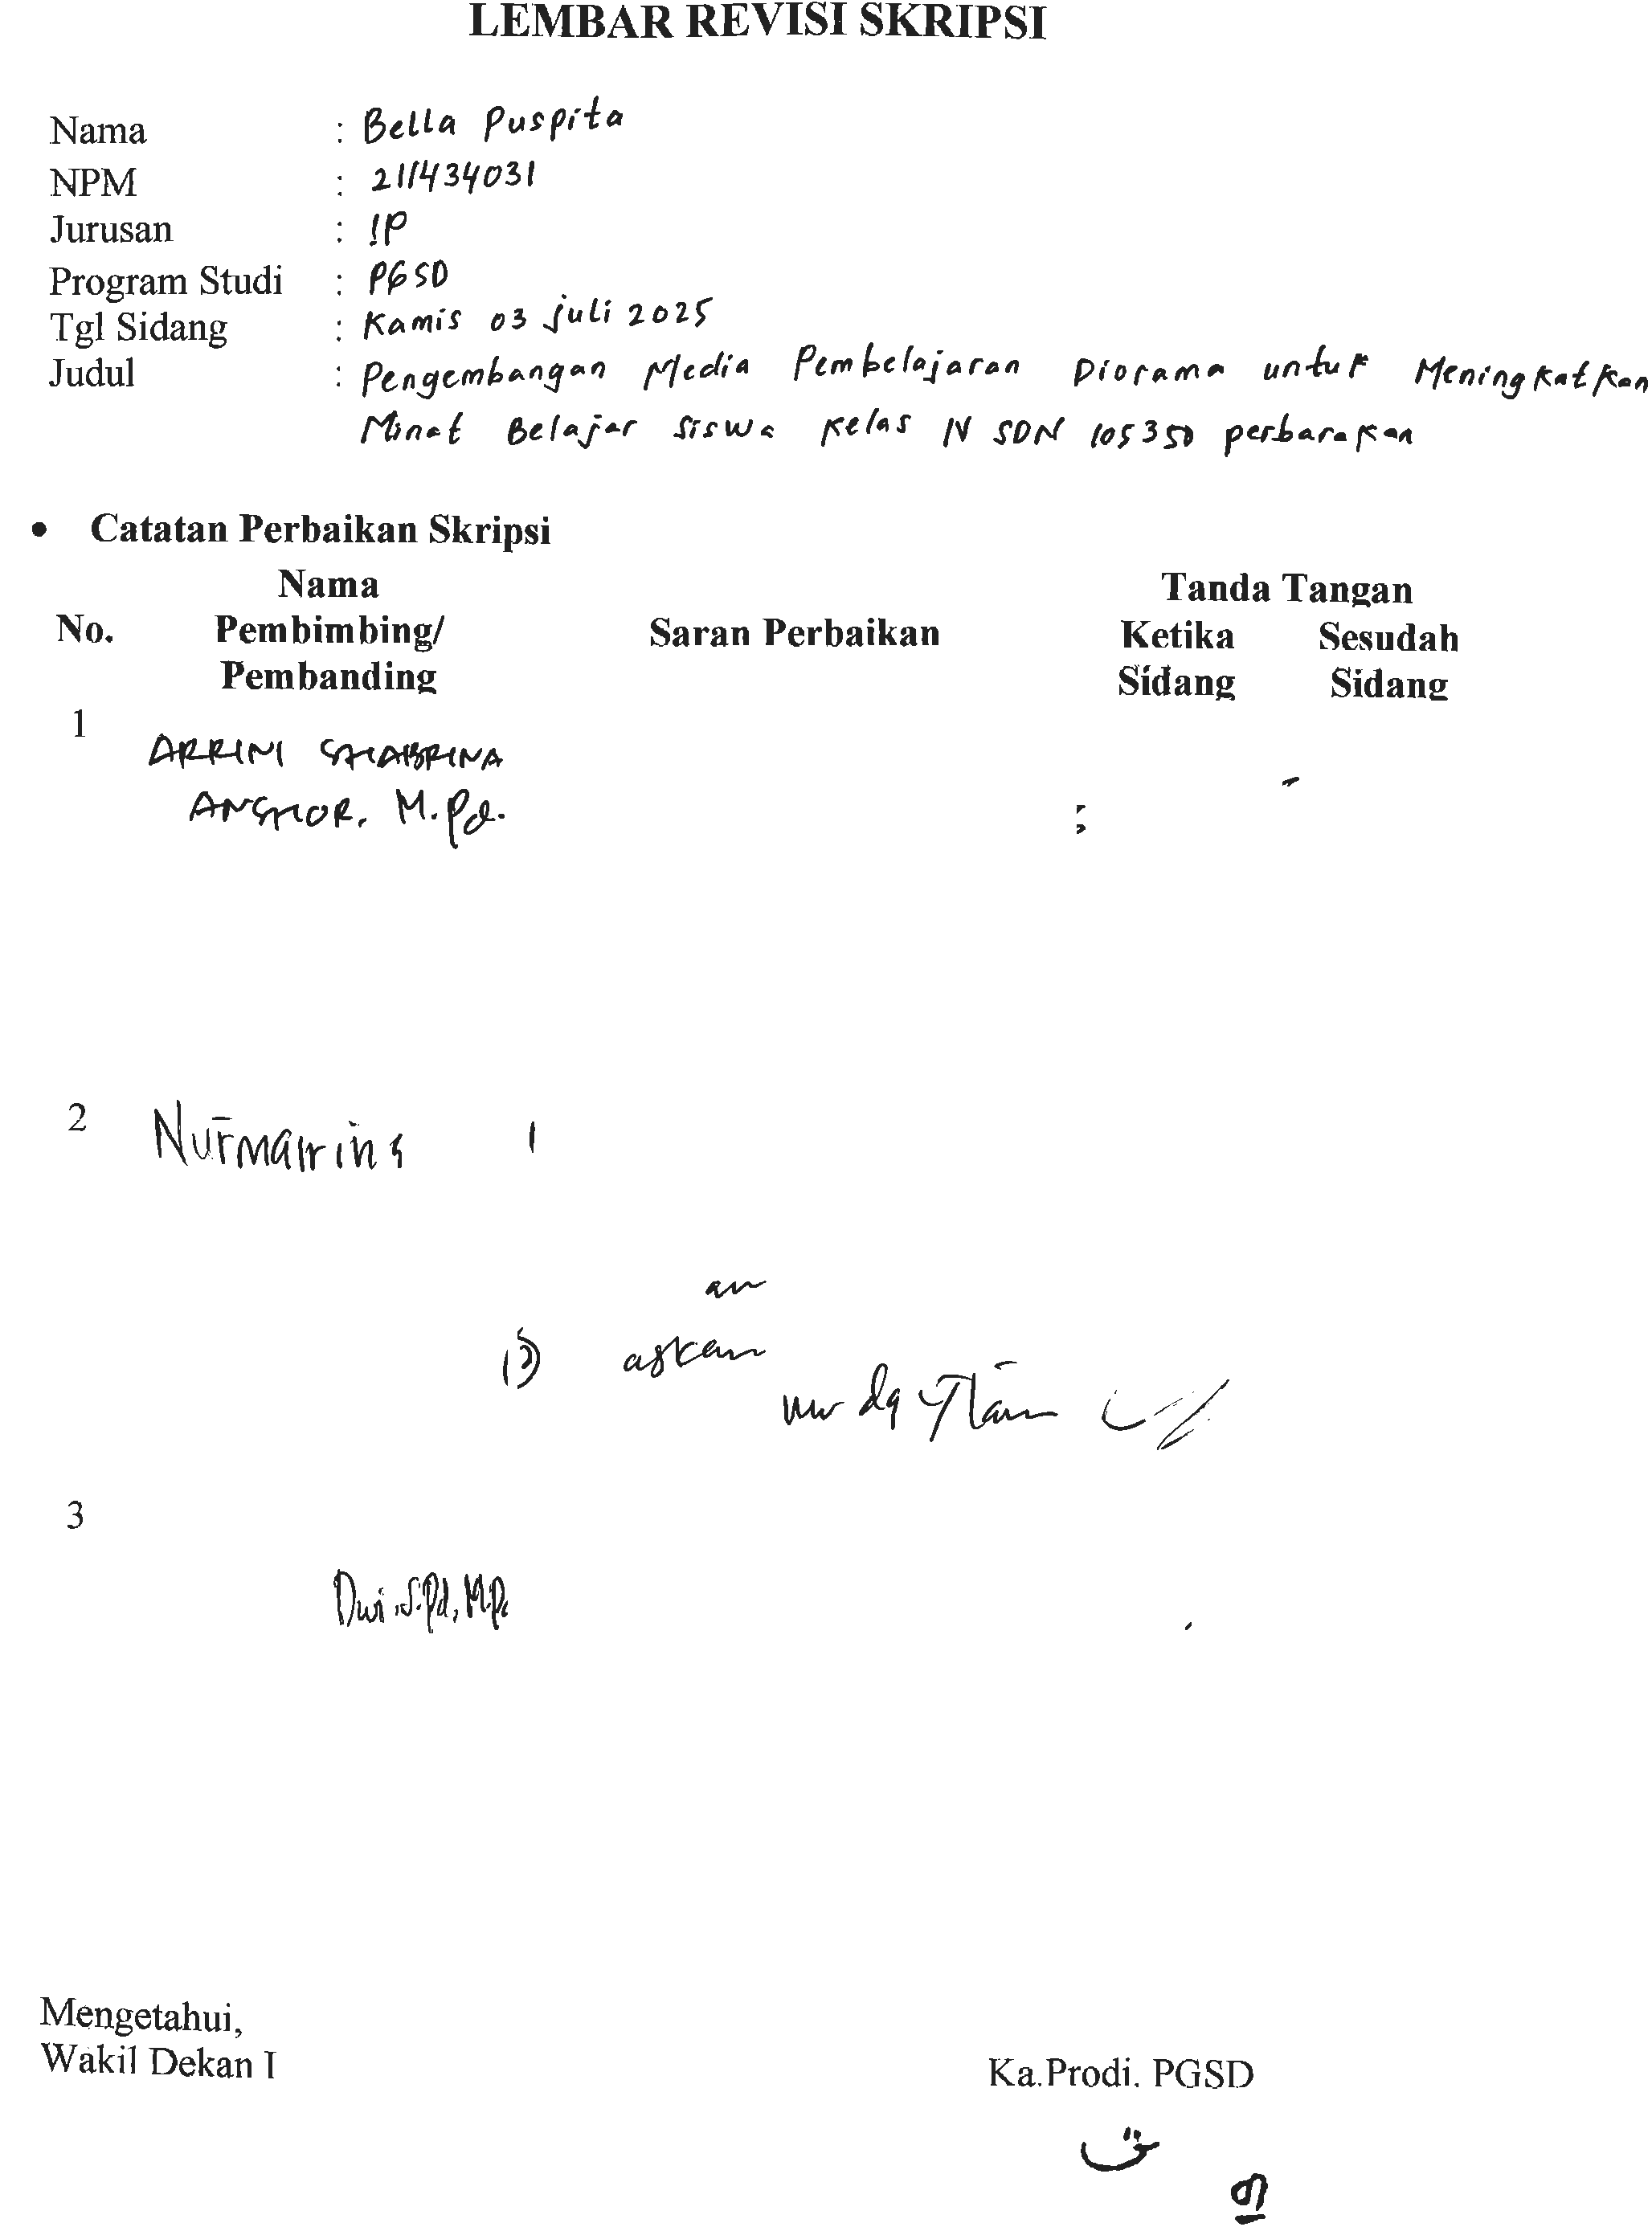 LEMBAR REVISI SKRIPSI
Nama : Bella Puspita
NPM : 211434031
Jurusan : IP
Program Studi : PGSD
Tgl Sidang : Kamis 03 juli 2025
Judul : Pengembangan Media Pembelajaran Diorama untuk Meningkatkan
Minat Belajar Siswa Kelas IV SDN 105350 perbarakan
• Catatan Perbaikan Skripsi
Nama
Tanda Tangan
No. Pembimbing/ Saran Perbaikan Ketika Sesudah
Pembanding Sidang Sidang
1
ARRINI SHABRINA
ANSHOR, M.Pd.
2
an
askan
3
Dwi S.Pd, M.P
Mengetahui,
Wakil Dekan I
Ka.Prodi. PGSD